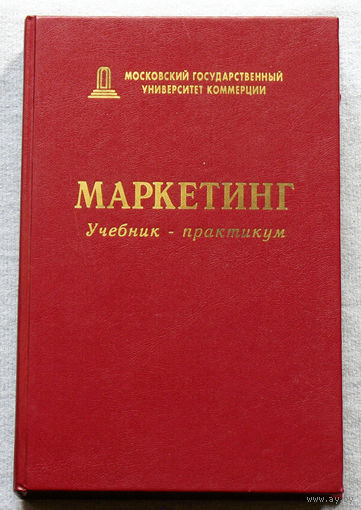 МОСКОВСКИЙ ГОСУДАРСТВЕННЫЙ
УНИВЕРСИТЕТ КОММЕРЦИИ
МАРКЕТИНГ
Учебник - практикум